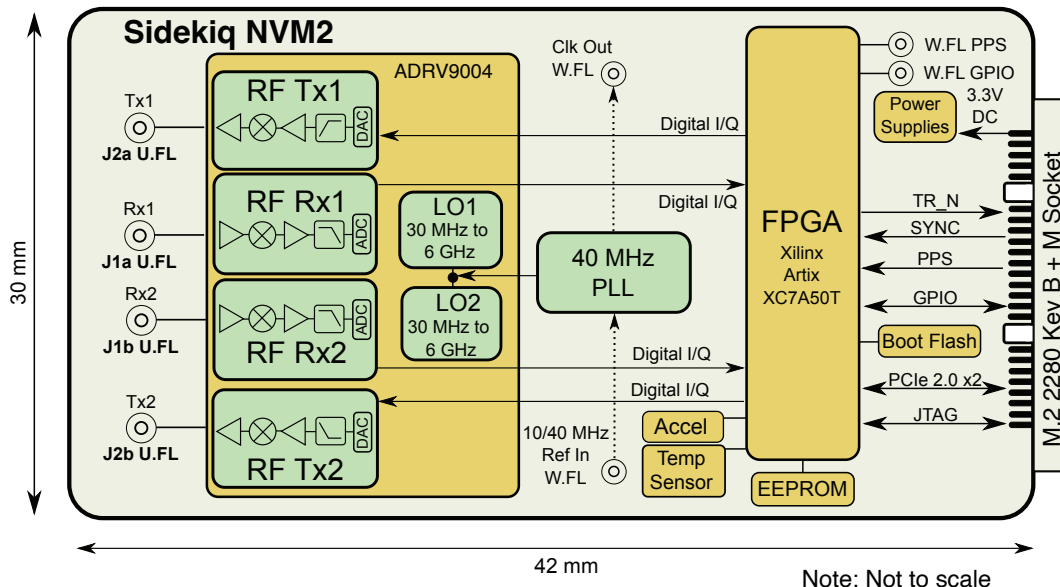 Sidekiq NVM2
ADRV9004
RF Tx1
DAC
Tx1
J2a U.FL
RF Rx1
ADC
Rx1
J1a U.FL
Rx2
J1b U.FL
ADC
RF Rx2
Tx2
J2b U.FL
DAC
RF Tx2
LO1
30 MHz to
6 GHz
LO2
30 MHz to
6 GHz
Clk Out
W.FL
40 MHz
PLL
10/40 MHz
Ref In
W.FL
Digital I/Q
Digital I/Q
Digital I/Q
Digital I/Q
FPGA
Xilinx
Artix
XC7A50T
Accel
Temp
Sensor
EEPROM
W.FL PPS
W.FL GPIO
Power
Supplies
3.3V
DC
TR_N
SYNC
PPS
GPIO
Boot Flash
PCIe 2.0 x2
JTAG
M.2 2280 Key B + M Socket
30 mm
42 mm
Note: Not to scale